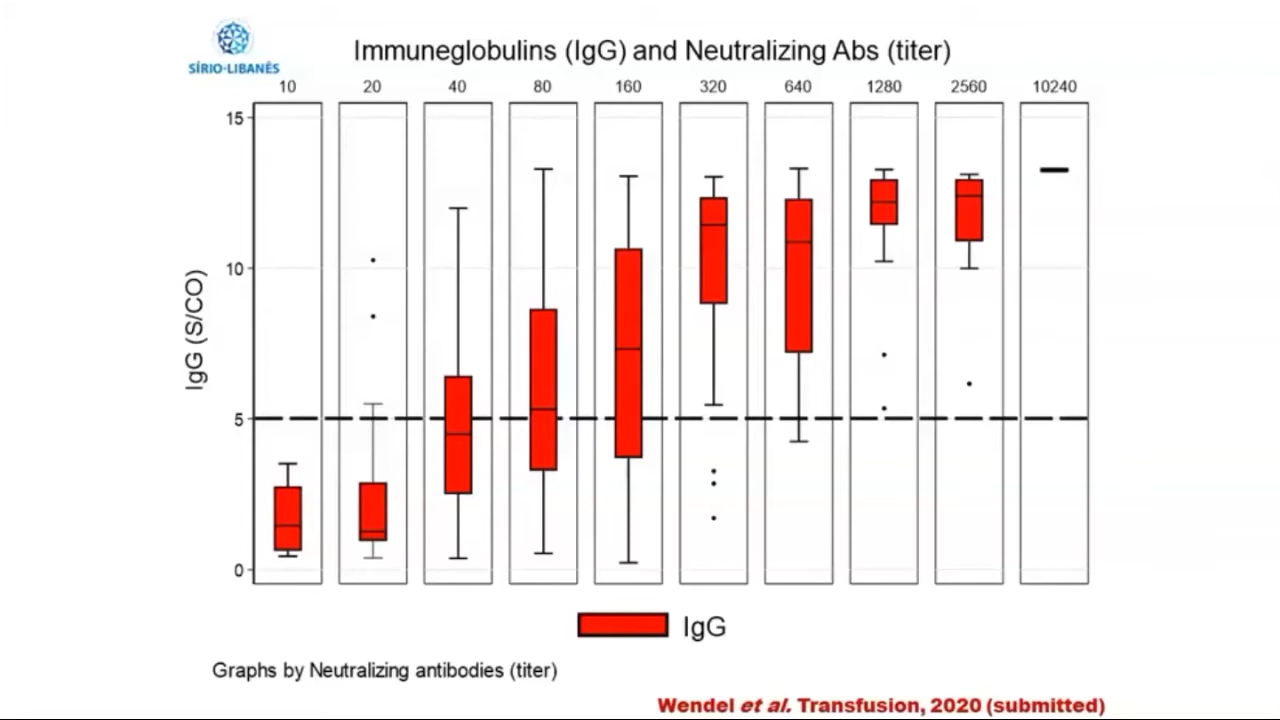 SÍRIO-LIBANÊS
Immuneglobulins (IgG) and Neutralizing Abs (titer)
10 20 40 80 160 320 640 1280 2560 10240
15
10
5
0
IgG (S/CO)
IgG
Graphs by Neutralizing antibodies (titer)
Wendel et al. Transfusion, 2020 (submitted)